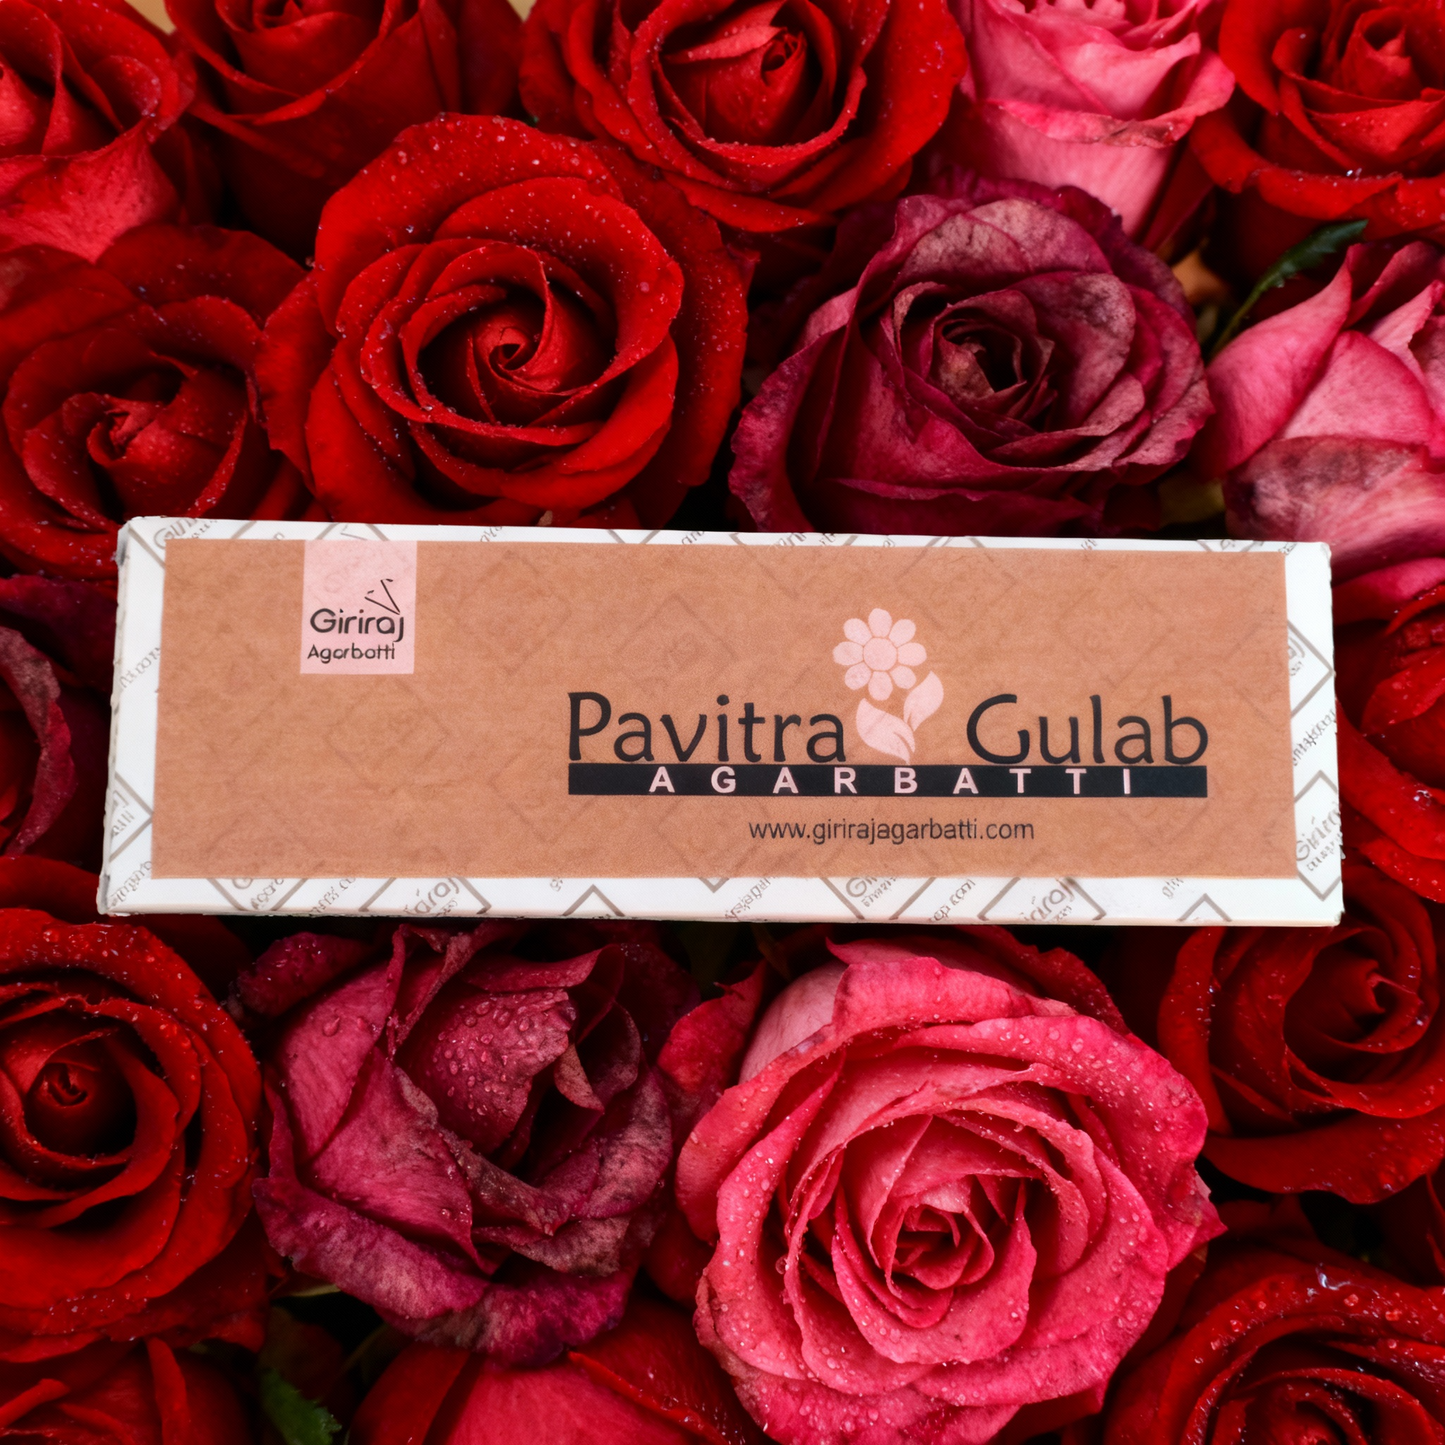 Giriraj
Agarbatti
Pavitra Gulab
AGARBATTI
www.girirajagarbatti.com